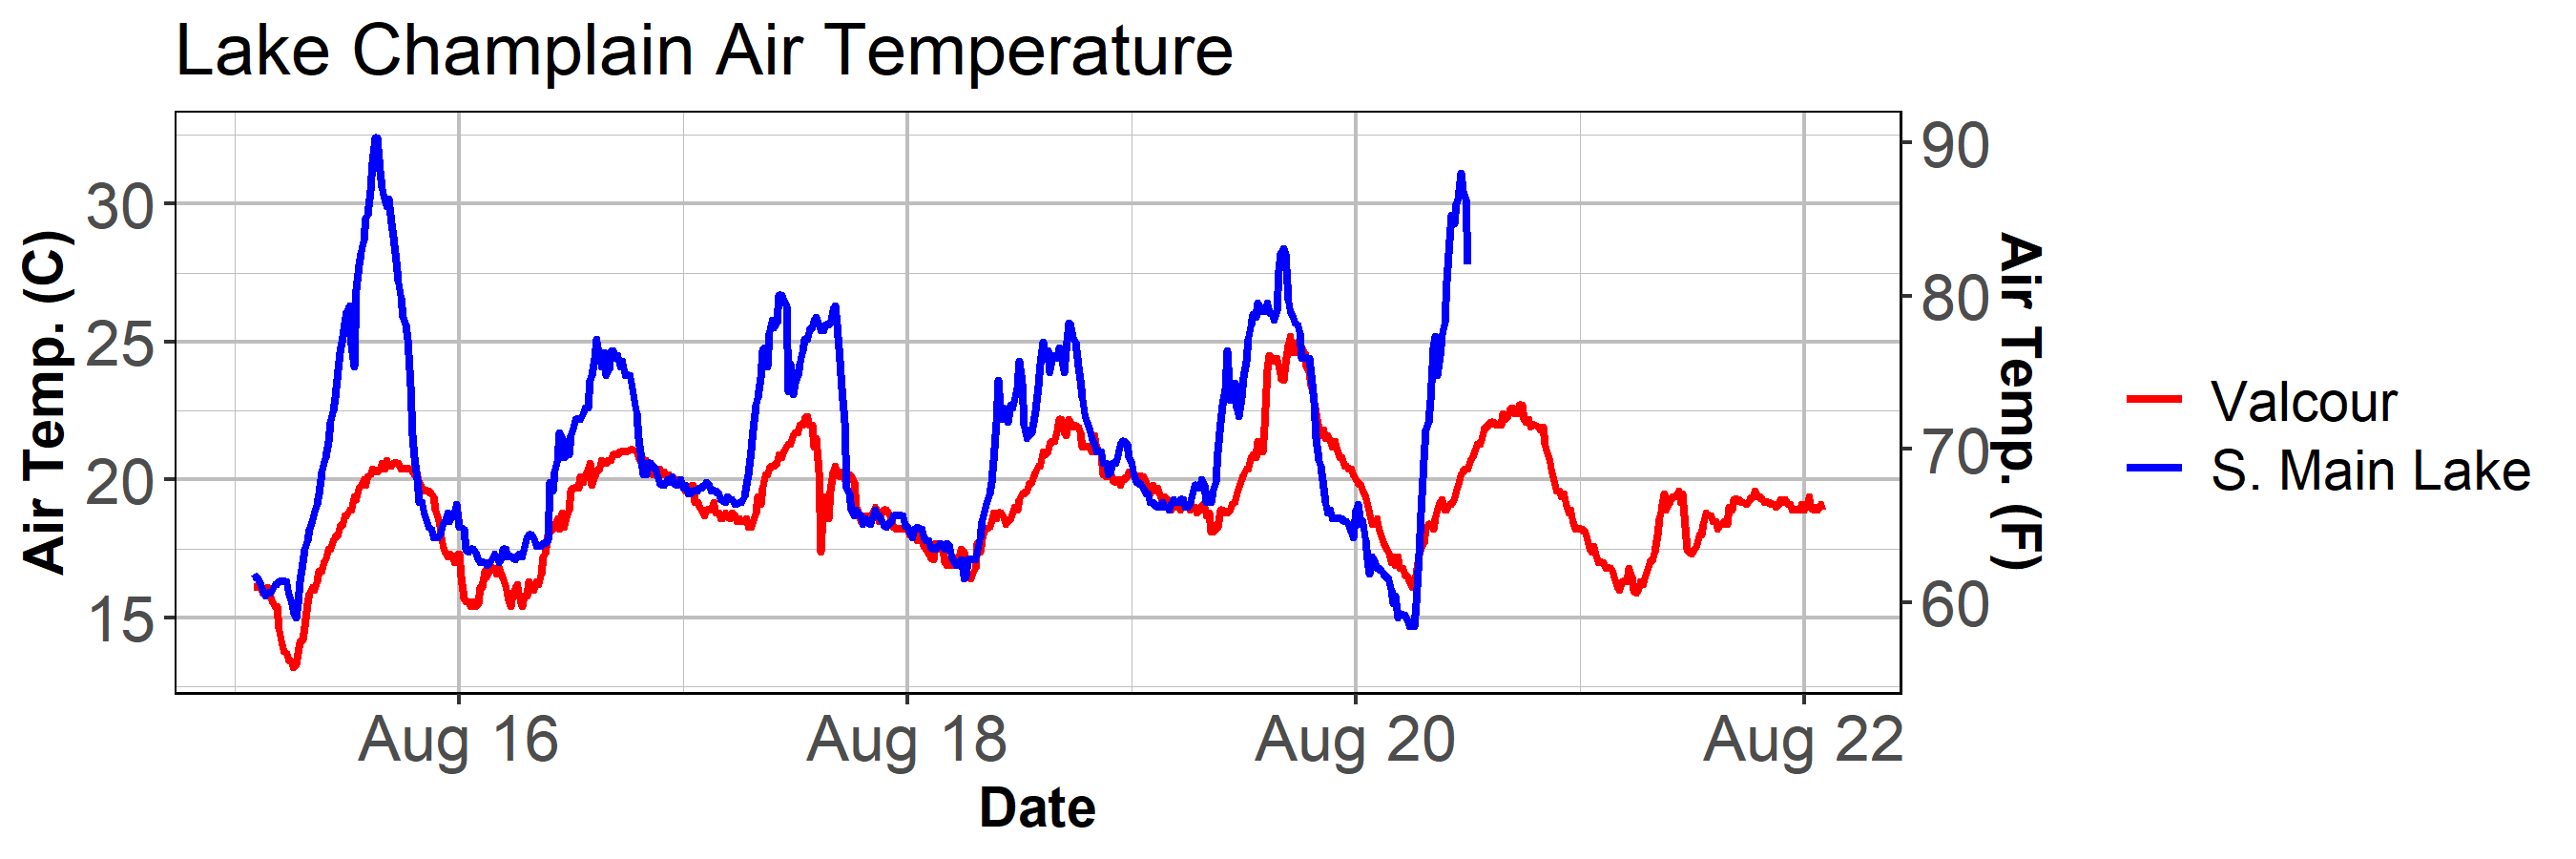 Lake Champlain Air Temperature
Air Temp. (C)
30
25
20
15
90
80
70
60
Air Temp. (F)
Valcour
S. Main Lake
Aug 16
Aug 18
Aug 20
Aug 22
Date